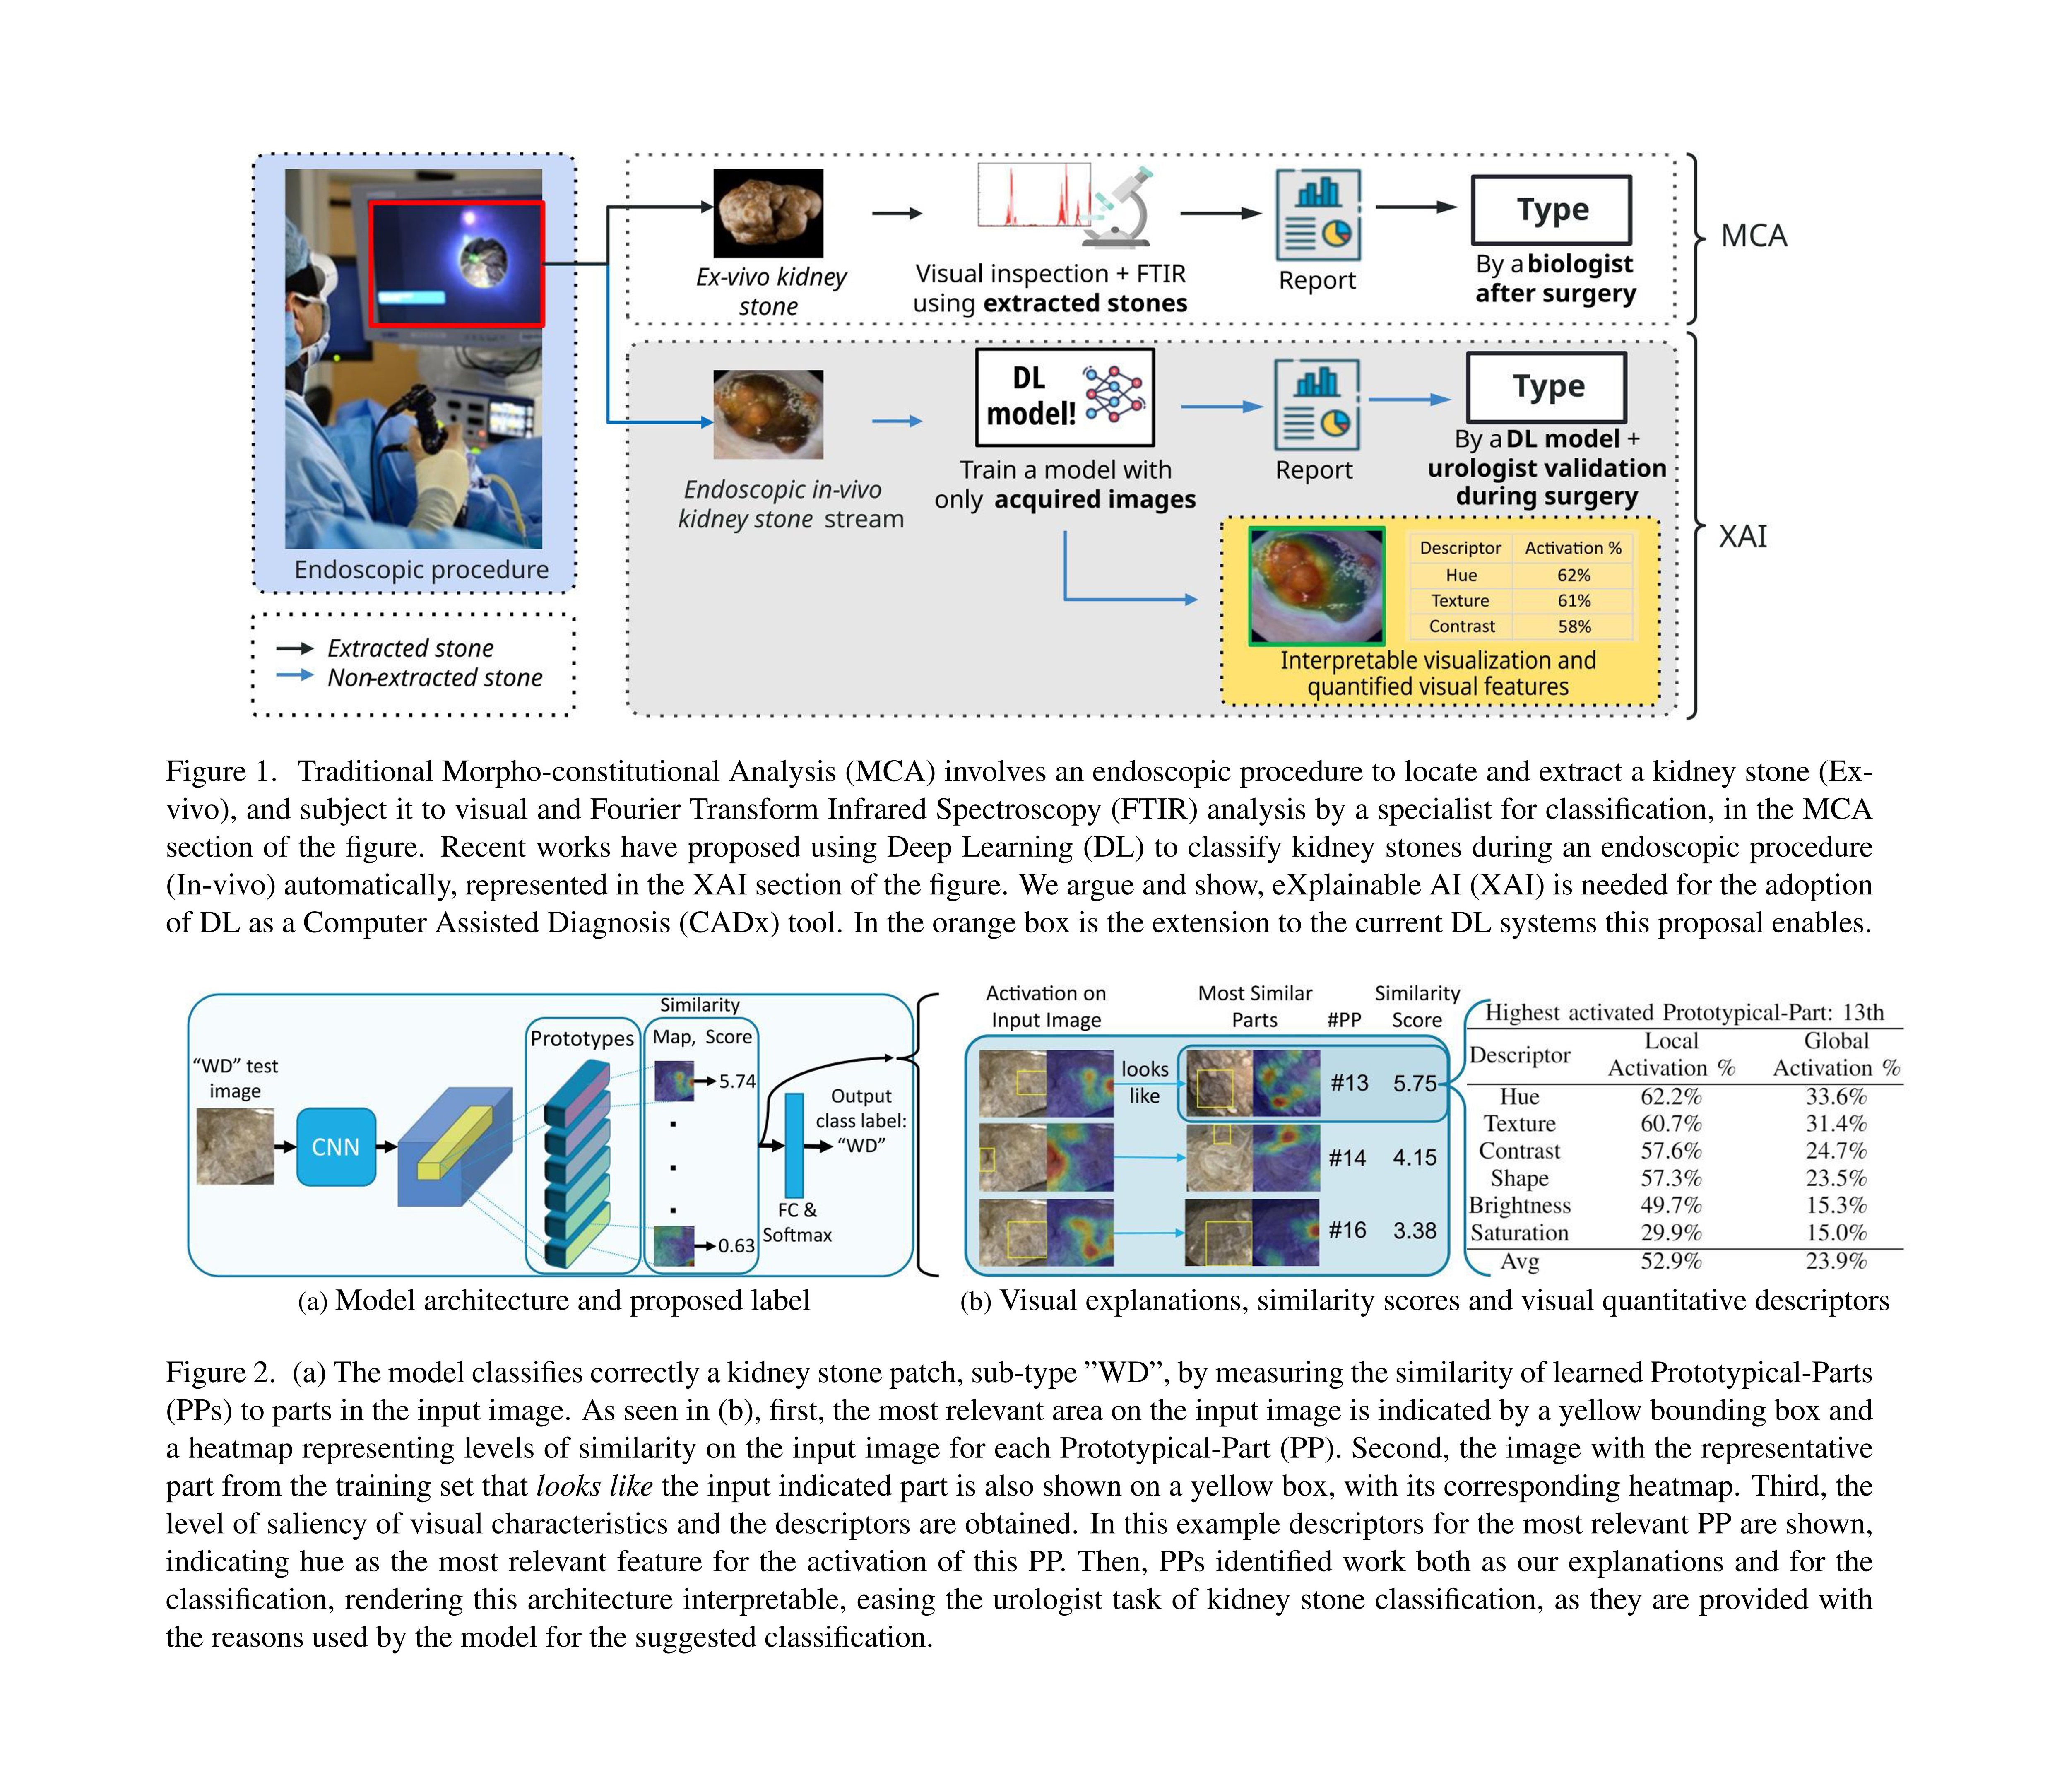 Ex-vivo kidney
stone
Visual inspection + FTIR
using extracted stones
Report
Type
By a biologist
after surgery
MCA
Endoscopic procedure
Extracted stone
Non-extracted stone
Endoscopic in-vivo
kidney stone stream
DL
model!
Train a model with
only acquired images
Report
Type
By a DL model +
urologist validation
during surgery
XAI
Descriptor Activation %
Hue 62%
Texture 61%
Contrast 58%
Interpretable visualization and
quantified visual features
Figure 1. Traditional Morpho-constitutional Analysis (MCA) involves an endoscopic procedure to locate and extract a kidney stone (Ex-
vivo), and subject it to visual and Fourier Transform Infrared Spectroscopy (FTIR) analysis by a specialist for classification, in the MCA
section of the figure. Recent works have proposed using Deep Learning (DL) to classify kidney stones during an endoscopic procedure
(In-vivo) automatically, represented in the XAI section of the figure. We argue and show, eXplainable AI (XAI) is needed for the adoption
of DL as a Computer Assisted Diagnosis (CADx) tool. In the orange box is the extension to the current DL systems this proposal enables.
“WD” test
image
CNN
Prototypes
Similarity
Map, Score
5.74
0.63
FC &
Softmax
Output
class label:
“WD”
(a) Model architecture and proposed label
Activation on
Input Image
Most Similar
Parts
#PP
Similarity
Score
looks
like
#13 5.75
#14 4.15
#16 3.38
Highest activated Prototypical-Part: 13th
Descriptor Local Activation % Global Activation %
Hue 62.2% 33.6%
Texture 60.7% 31.4%
Contrast 57.6% 24.7%
Shape 57.3% 23.5%
Brightness 49.7% 15.3%
Saturation 29.9% 15.0%
Avg 52.9% 23.9%
(b) Visual explanations, similarity scores and visual quantitative descriptors
Figure 2. (a) The model classifies correctly a kidney stone patch, sub-type ”WD”, by measuring the similarity of learned Prototypical-Parts
(PPs) to parts in the input image. As seen in (b), first, the most relevant area on the input image is indicated by a yellow bounding box and
a heatmap representing levels of similarity on the input image for each Prototypical-Part (PP). Second, the image with the representative
part from the training set that looks like the input indicated part is also shown on a yellow box, with its corresponding heatmap. Third, the
level of saliency of visual characteristics and the descriptors are obtained. In this example descriptors for the most relevant PP are shown,
indicating hue as the most relevant feature for the activation of this PP. Then, PPs identified work both as our explanations and for the
classification, rendering this architecture interpretable, easing the urologist task of kidney stone classification, as they are provided with
the reasons used by the model for the suggested classification.